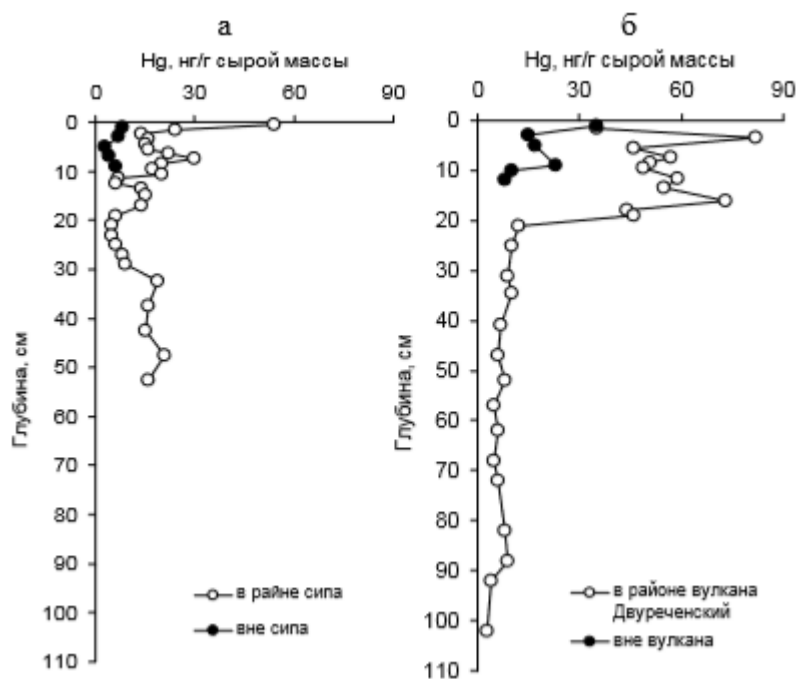 а
Hg, нг/г сырой массы
0 30 60 90
0
10
20
30
40
50
60
70
80
90
100
110
Глубина, см
в райне сипа
вне сипа
б
Hg, нг/г сырой массы
0 30 60 90
0
10
20
30
40
50
60
70
80
90
100
110
Глубина, см
в районе вулкана
Двуреченский
вне вулкана